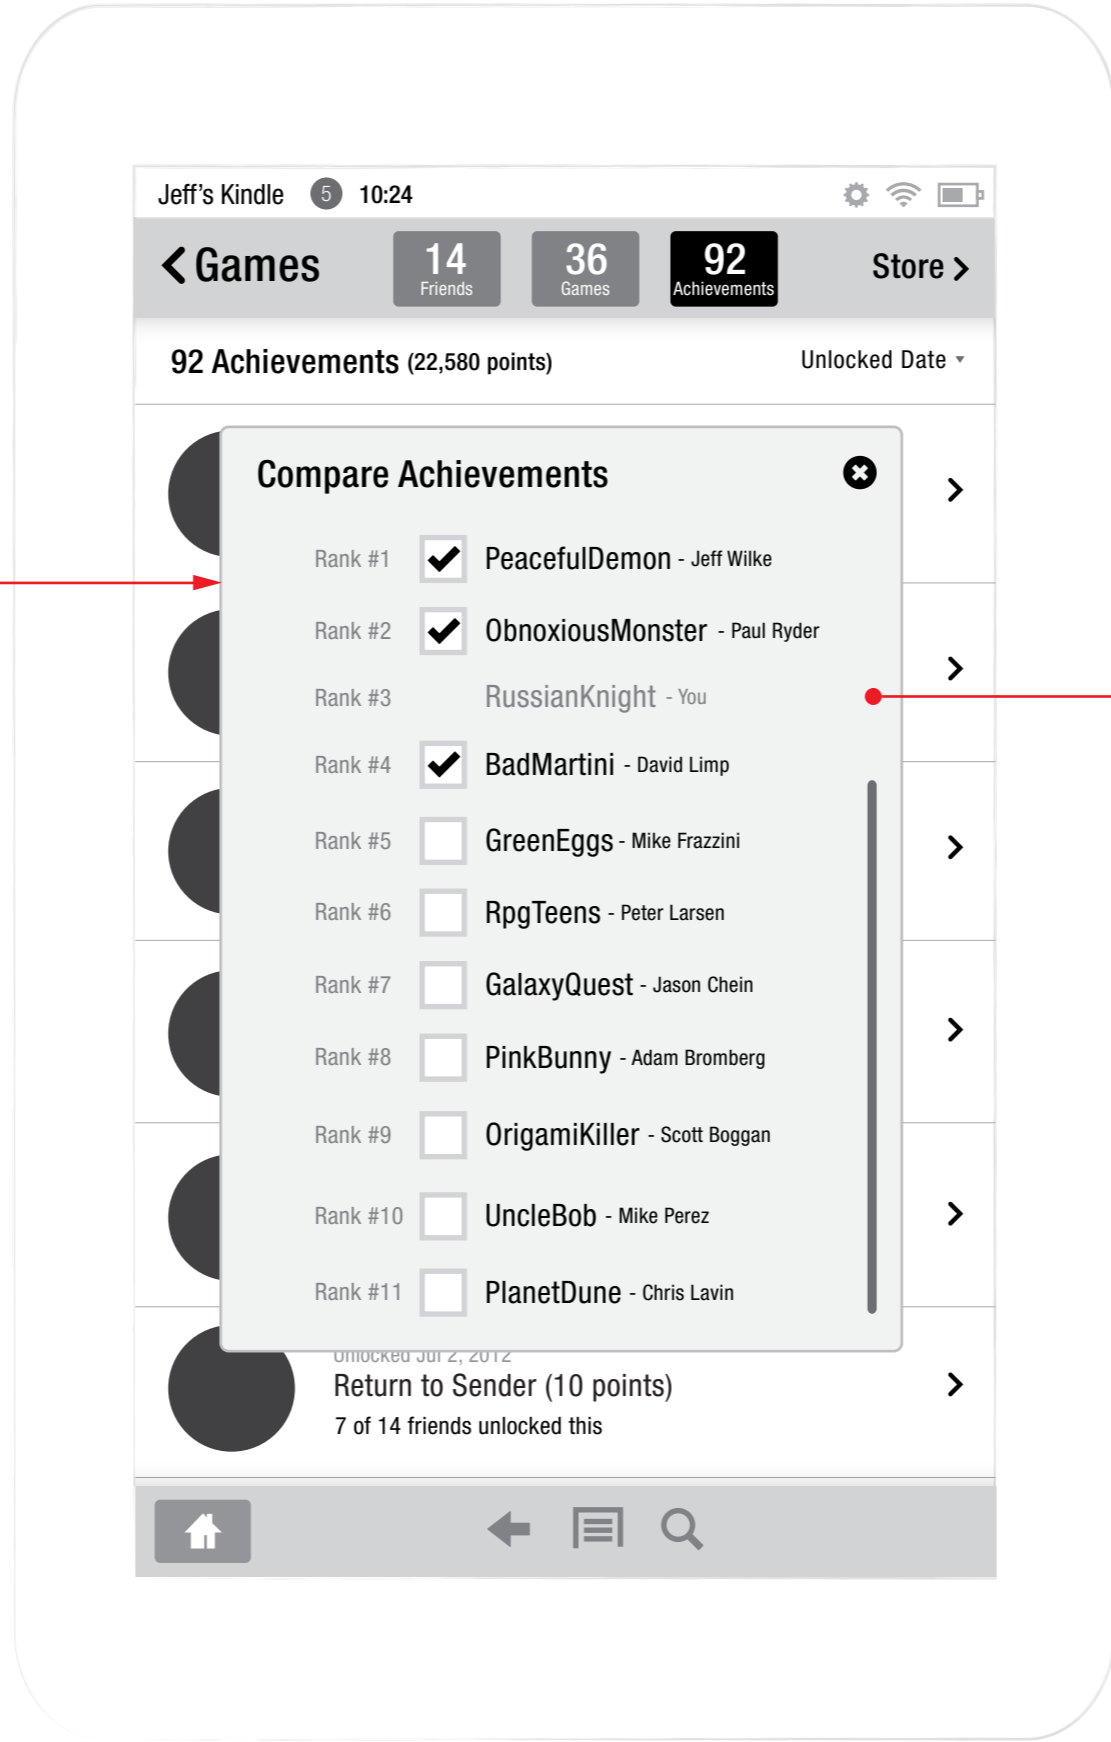 Jeff's Kindle 5 10:24
Games 14 Friends 36 Games 92 Achievements Store
92 Achievements (22,580 points) Unlocked Date
Compare Achievements
Rank #1 PeacefulDemon - Jeff Wilke
Rank #2 ObnoxiousMonster - Paul Ryder
Rank #3 RussianKnight - You
Rank #4 BadMartini - David Limp
Rank #5 GreenEggs - Mike Frazzini
Rank #6 RpgTeens - Peter Larsen
Rank #7 GalaxyQuest - Jason Chein
Rank #8 PinkBunny - Adam Bromberg
Rank #9 OrigamiKiller - Scott Boggan
Rank #10 UncleBob - Mike Perez
Rank #11 PlanetDune - Chris Lavin
Unlocked Jul 2, 2012
Return to Sender (10 points)
7 of 14 friends unlocked this